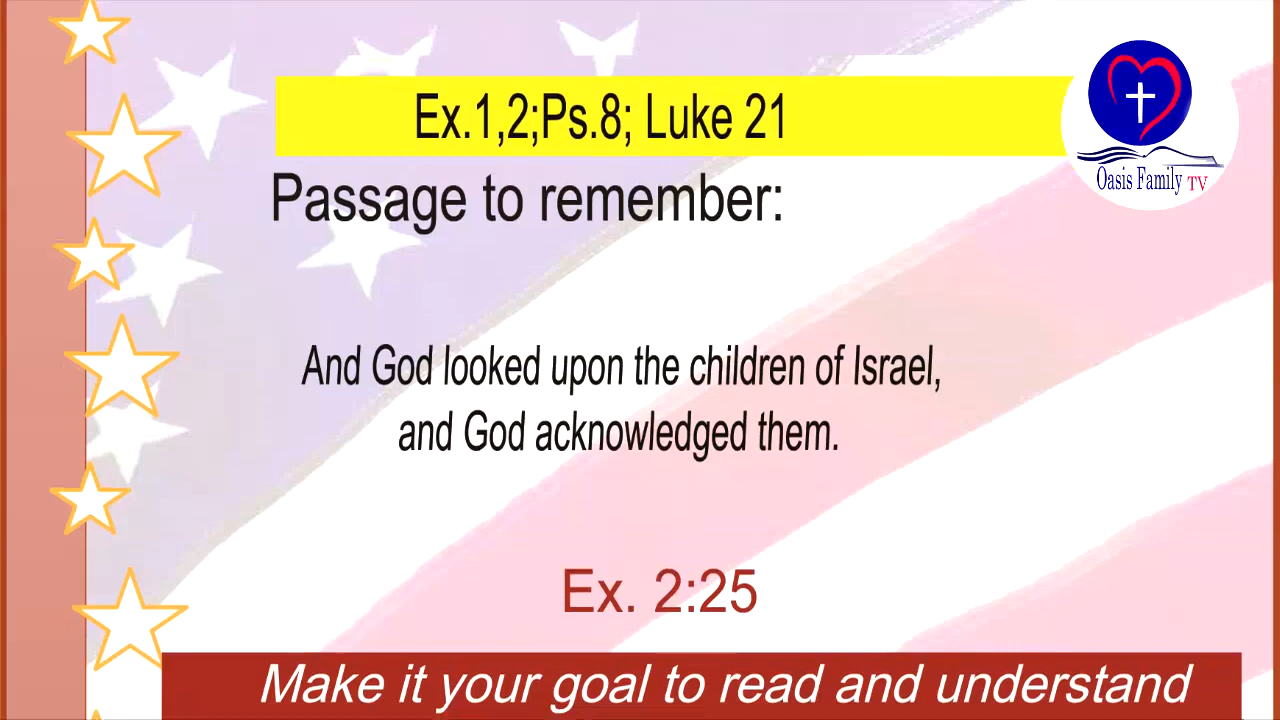 Ex.1,2;Ps.8; Luke 21
Oasis Family TV
Passage to remember:
And God looked upon the children of Israel,
and God acknowledged them.
Ex. 2:25
Make it your goal to read and understand